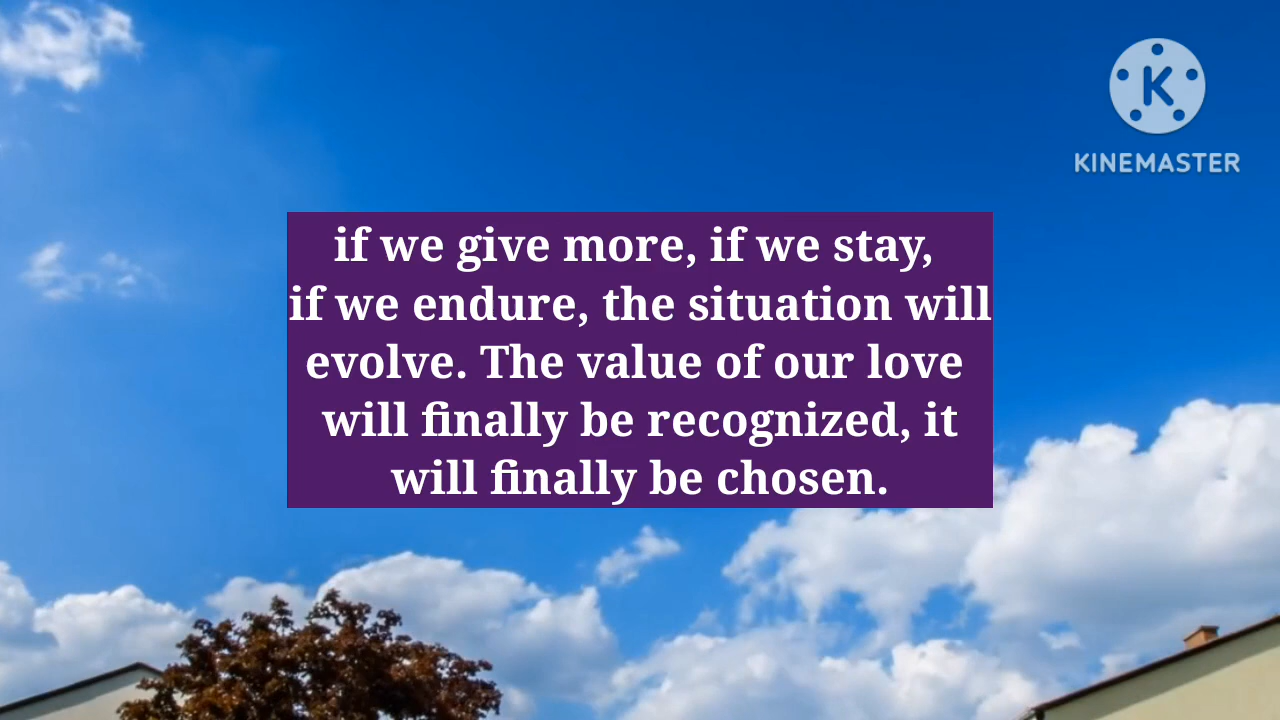 K
KINEMASTER
if we give more, if we stay,
if we endure, the situation will
evolve. The value of our love
will finally be recognized, it
will finally be chosen.